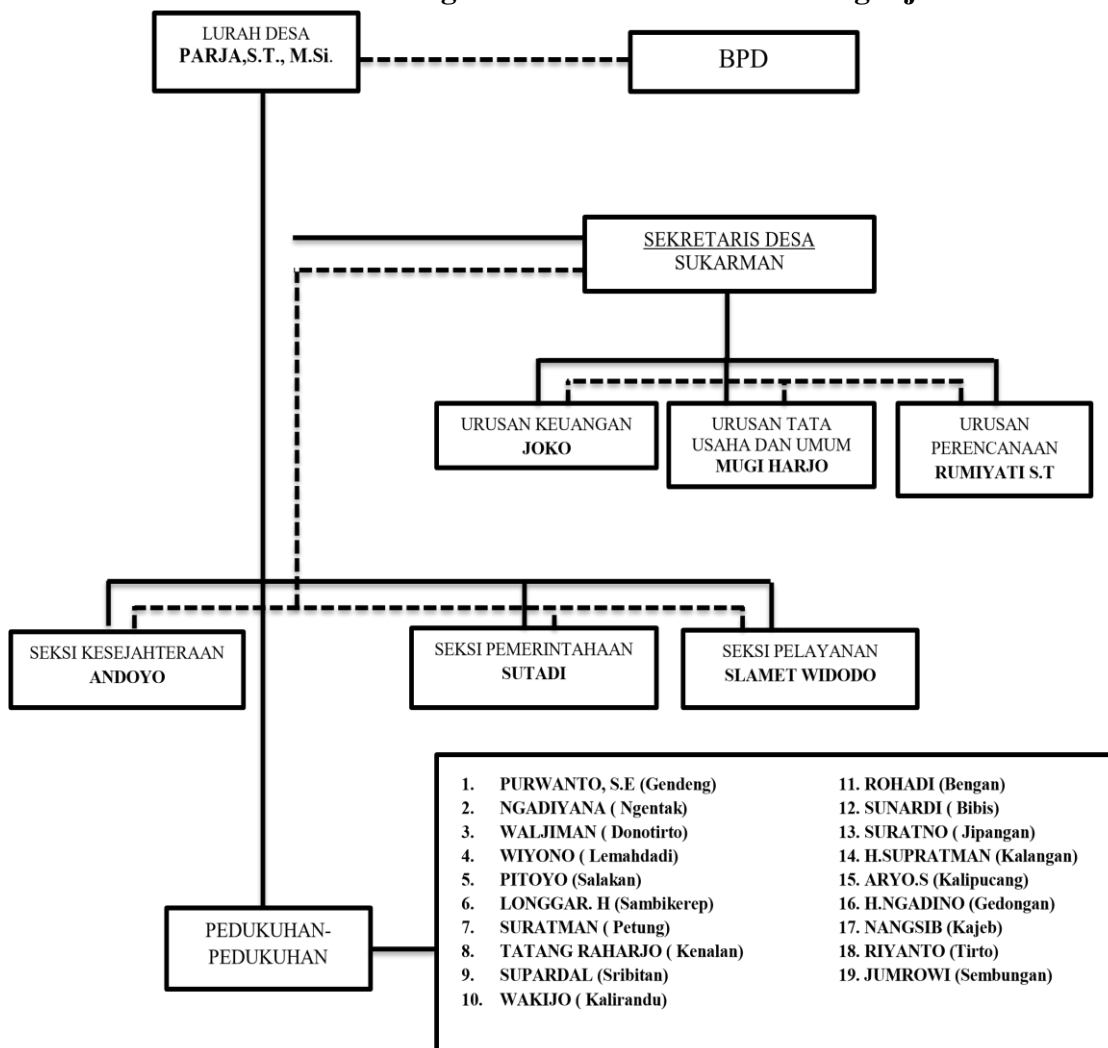 LURAH DESA
PARJA,S.T., M.Si.
BPD
SEKRETARIS DESA
SUKARMAN
URUSAN KEUANGAN
JOKO
URUSAN TATA
USAHA DAN UMUM
MUGI HARJO
URUSAN
PERENCANAAN
RUMIYATI S.T
SEKSI KESEJAHTERAAN
ANDOYO
SEKSI PEMERINTAHAAN
SUTADI
SEKSI PELAYANAN
SLAMET WIDODO
PEDUKUHAN-
PEDUKUHAN
1. PURWANTO, S.E (Gendeng)
2. NGADIYANA ( Ngentak)
3. WALJIMAN ( Donotirto)
4. WIYONO ( Lemahdadi)
5. PITOYO (Salakan)
6. LONGGAR. H (Sambikerep)
7. SURATMAN ( Petung)
8. TATANG RAHARJO ( Kenalan)
9. SUPARDAL (Sribitan)
10. WAKIJO ( Kalirandu)
11. ROHADI (Bengan)
12. SUNARDI ( Bibis)
13. SURATNO ( Jipangan)
14. H.SUPRATMAN (Kalangan)
15. ARYO.S (Kalipucang)
16. H.NGADINO (Gedongan)
17. NANGSIB (Kajeb)
18. RIYANTO (Tirto)
19. JUMROWI (Sembungan)